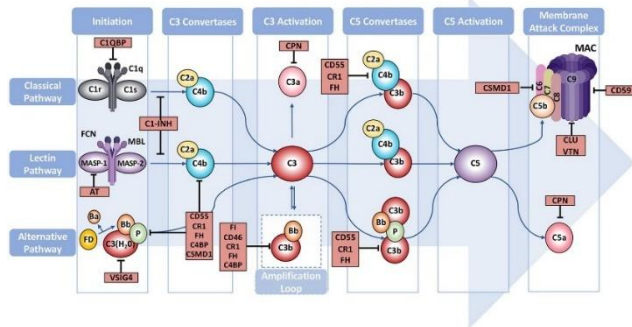 Initiation
C3 Convertases
C3 Activation
C5 Convertases
C5 Activation
Membrane
Attack Complex
Classical
Pathway
C1QBP
C1q
C1r
C1s
C2a
C4b
CPN
C3a
CD55
CR1
FH
C2a
C4b
C3b
MAC
CSMD1
C6
C7
C8
C9
C5b
CD59
CLU
VTN
C1-INH
Lectin
Pathway
FCN
MBL
MASP-1
MASP-2
AT
C2a
C4b
C3
C2a
C4b
C3b
C5
Alternative
Pathway
Ba
Bb
P
FD
C3(H₂0)
VSIG4
CD55
CR1
FH
C4BP
CSMD1
FI
CD46
CR1
FH
C4BP
Bb
C3b
Amplification
Loop
CD55
CR1
FH
C3b
Bb
P
C3b
CPN
C5a